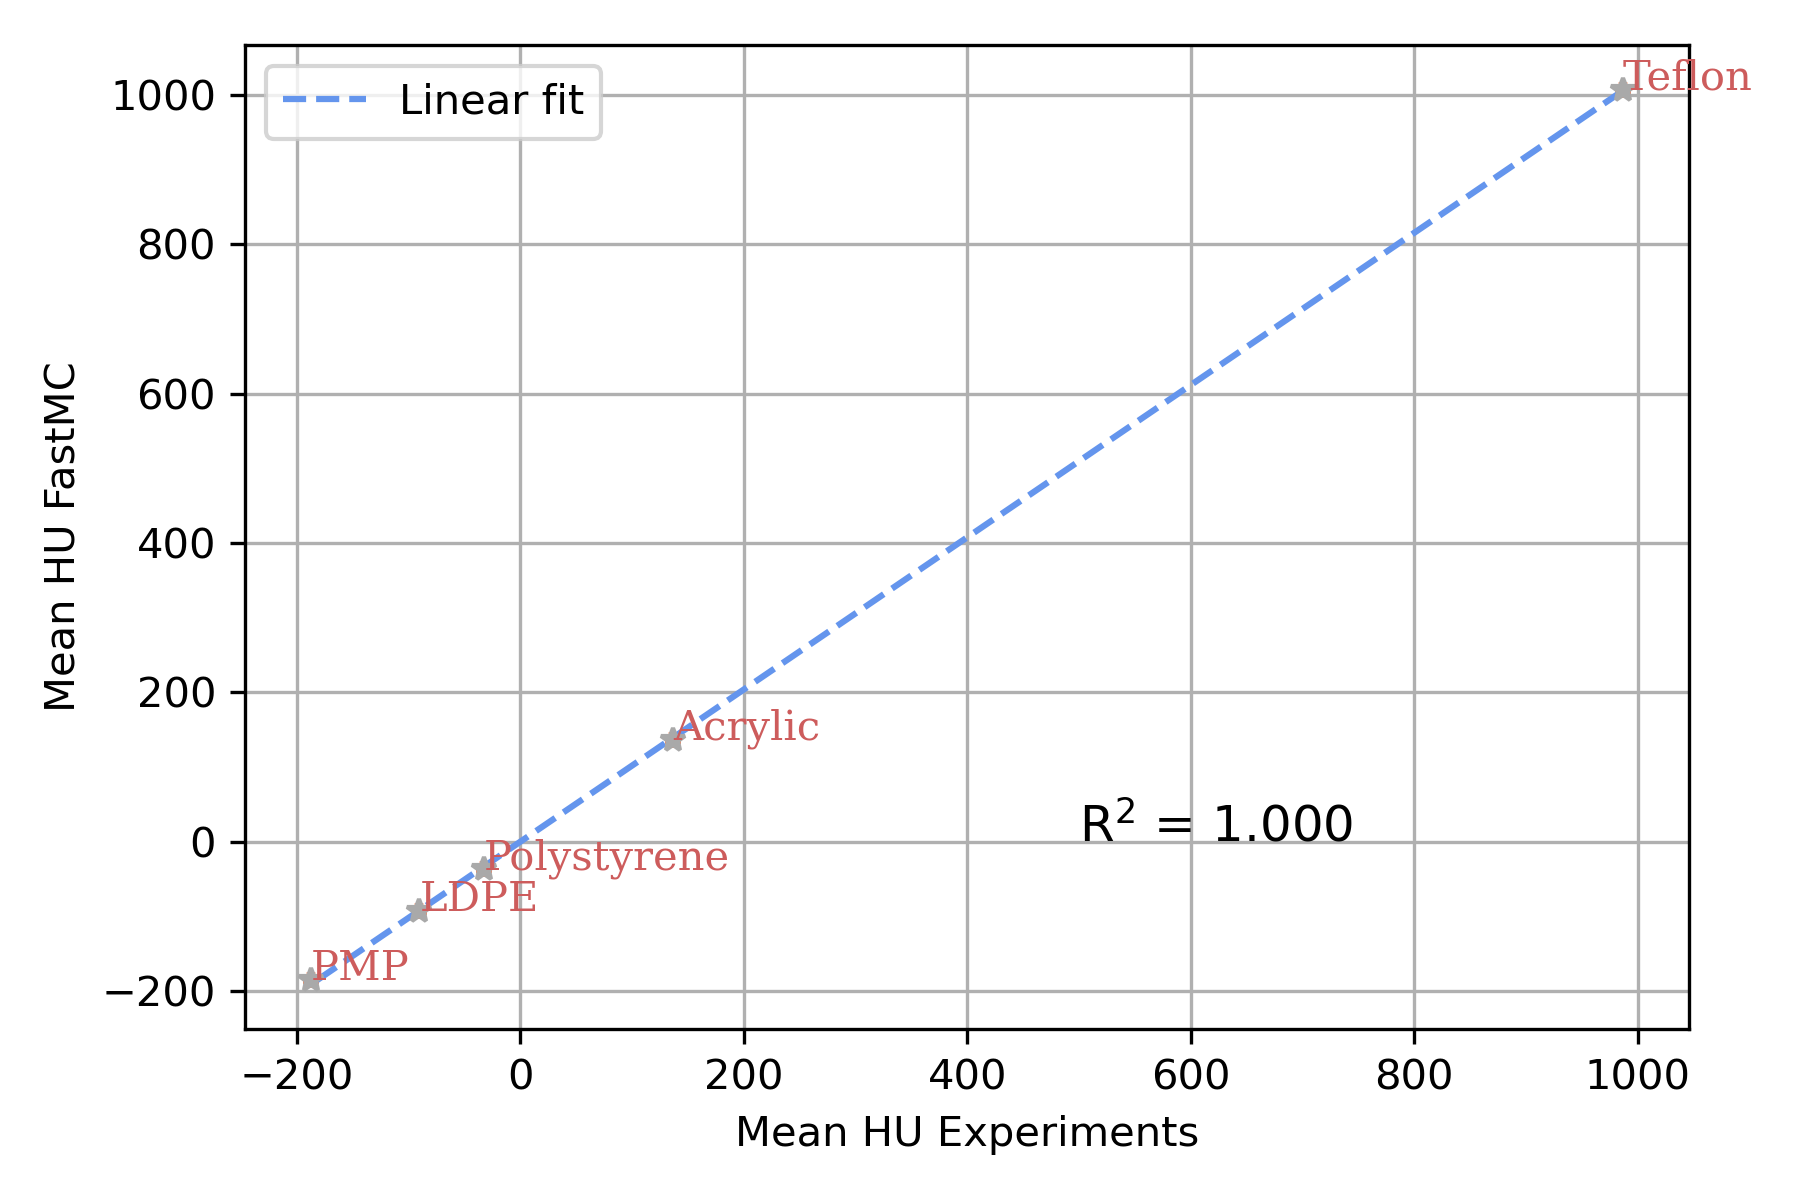 Linear fit
Teflon
Acrylic
R² = 1.000
Polystyrene
LDPE
PMP
1000
800
600
400
200
0
−200
Mean HU FastMC
−200 0 200 400 600 800 1000
Mean HU Experiments